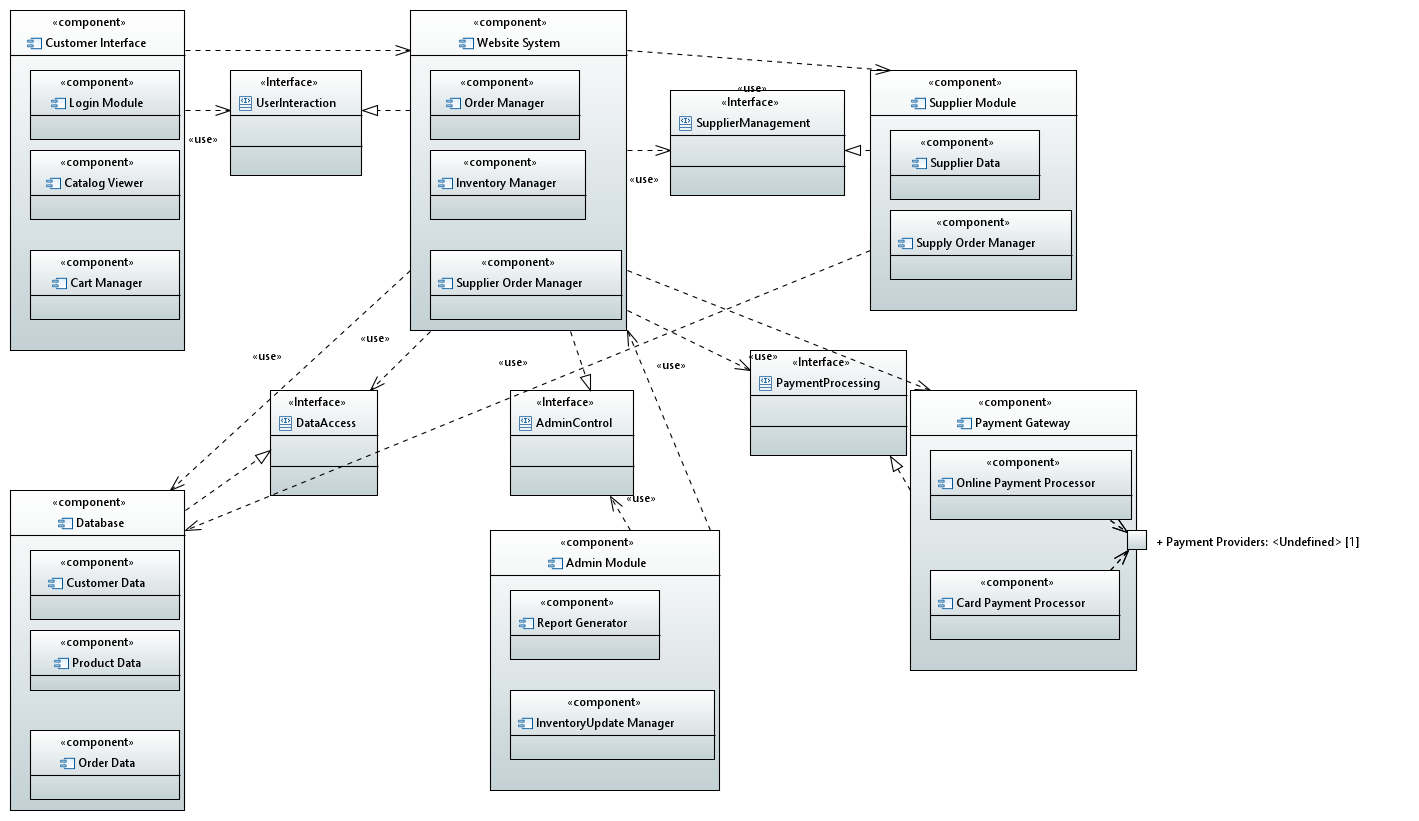 «component»
Customer Interface
«component»
Login Module
«component»
Catalog Viewer
«component»
Cart Manager
«use»
«Interface»
UserInteraction
«component»
Website System
«component»
Order Manager
«component»
Inventory Manager
«component»
Supplier Order Manager
«use»
«Interface»
SupplierManagement
«use»
«component»
Supplier Module
«component»
Supplier Data
«component»
Supply Order Manager
«use»
«use»
«use»
«use»
«use»
«Interface»
PaymentProcessing
«Interface»
DataAccess
«Interface»
AdminControl
«use»
«component»
Payment Gateway
«component»
Online Payment Processor
+ Payment Providers: <Undefined> [1]
«component»
Card Payment Processor
«component»
Database
«component»
Customer Data
«component»
Product Data
«component»
Order Data
«component»
Admin Module
«component»
Report Generator
«component»
InventoryUpdate Manager